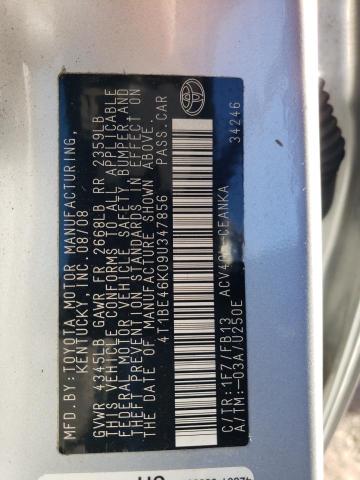 MFD.BY:TOYOTA MOTOR MANUFACTURING,
KENTUCKY, INC. 08/08
GVWR 4345LB GAWR FR 2668LB RR 2359LB
THIS VEHICLE CONFORMS TO ALL APPLICABLE
FEDERAL MOTOR VEHICLE SAFETY, BUMPER, AND
THEFT PREVENTION STANDARDS IN EFFECT ON
THE DATE OF MANUFACTURE SHOWN ABOVE.
4T1BE46K09U347856 PASS.CAR
C/TR:1F7/FB13 ACV40L-CEANKA
A/TM:-03A/U250E 34246